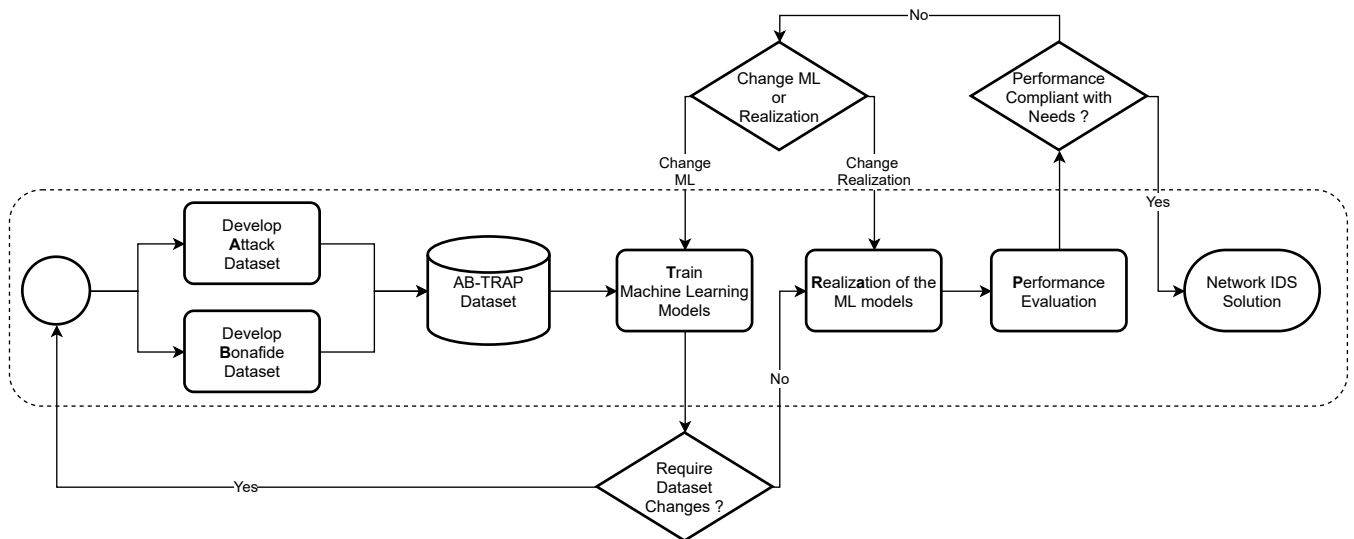 No
Change ML
or
Realization
Performance
Compliant with
Needs ?
Change
ML
Change
Realization
Yes
Develop
Attack
Dataset
Develop
Bonafide
Dataset
AB-TRAP
Dataset
Train
Machine Learning
Models
Realization of the
ML models
Performance
Evaluation
Network IDS
Solution
No
Yes
Require
Dataset
Changes ?